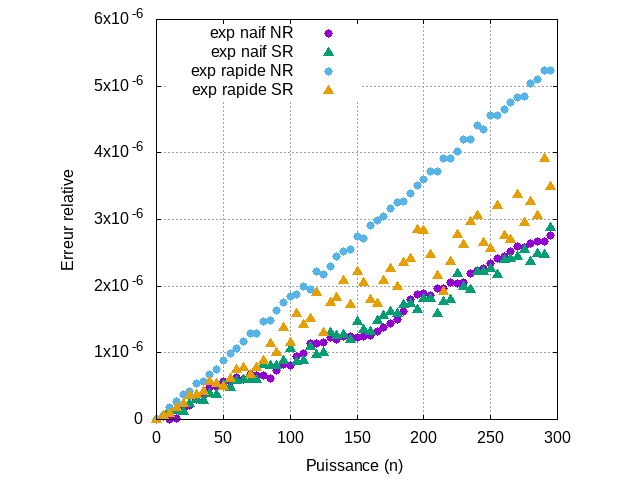 6x10⁻⁶
exp naif NR
exp naif SR
exp rapide NR
exp rapide SR
5x10⁻⁶
4x10⁻⁶
3x10⁻⁶
2x10⁻⁶
1x10⁻⁶
0
Erreur relative
0 50 100 150 200 250 300
Puissance (n)